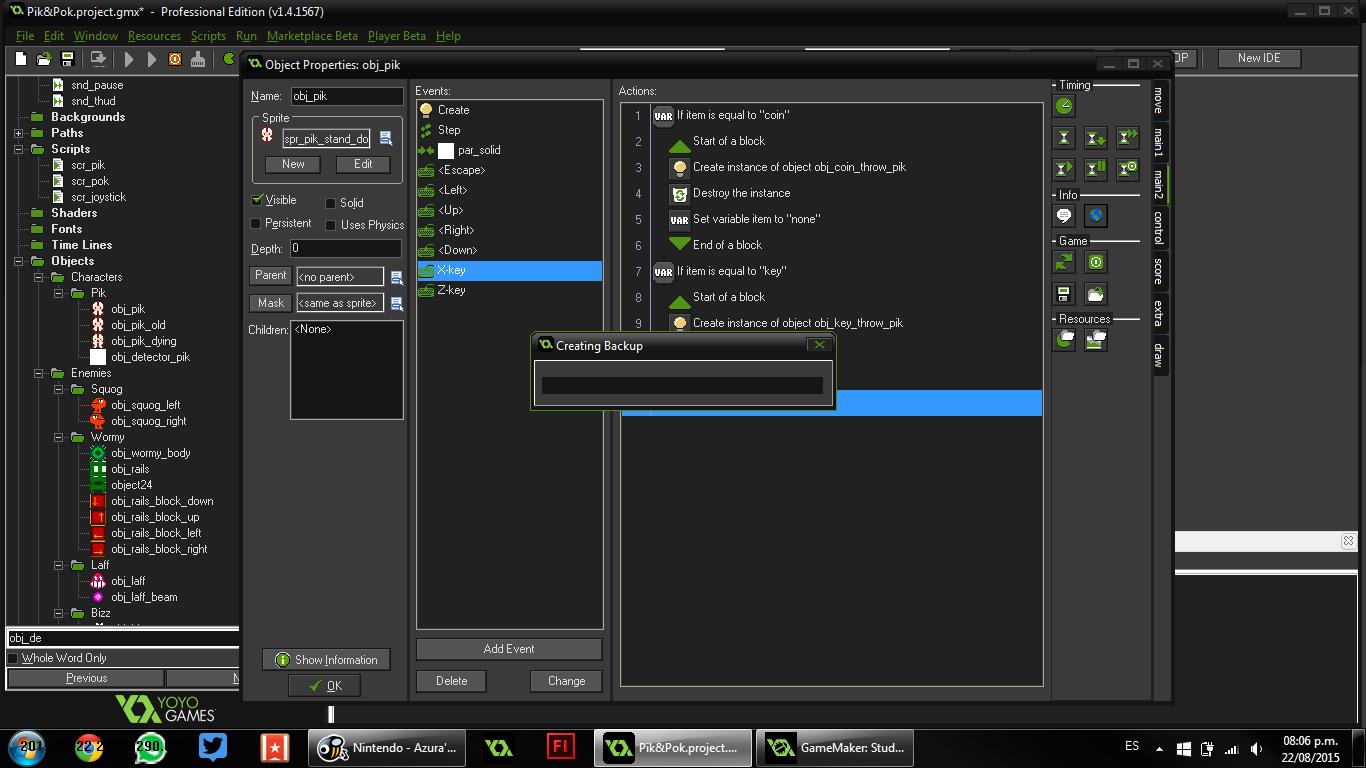 Pik&Pok.project.gmx* - Professional Edition (v1.4.1567)
File Edit Window Resources Scripts Run Marketplace Beta Player Beta Help
New IDE
snd_pause
snd_thud
Backgrounds
Paths
Scripts
scr_pik
scr_pok
scr_joystick
Shaders
Fonts
Time Lines
Objects
Characters
Pik
obj_pik
obj_pik_old
obj_pik_dying
obj_detector_pik
Enemies
Squog
obj_squog_left
obj_squog_right
Wormy
obj_wormy_body
obj_rails
object24
obj_rails_block_down
obj_rails_block_up
obj_rails_block_left
obj_rails_block_right
Laff
obj_laff
obj_laff_beam
Bizz
obj_de
Whole Word Only
Previous
YOYO
GAMES
Object Properties: obj_pik
Name: obj_pik
Sprite
spr_pik_stand_do
New Edit
Visible Solid
Persistent Uses Physics
Depth: 0
Parent <no parent>
Mask <same as sprite>
Children: <None>
Show Information
OK
Events:
Create
Step
par_solid
<Escape>
<Left>
<Up>
<Right>
<Down>
X-key
Z-key
Add Event
Delete Change
Actions:
1 VAR If item is equal to "coin"
2 Start of a block
3 Create instance of object obj_coin_throw_pik
4 Destroy the instance
5 VAR Set variable item to "none"
6 End of a block
7 VAR If item is equal to "key"
8 Start of a block
9 Create instance of object obj_key_throw_pik
Creating Backup
Timing
Info
Game
Resources
move
main1
main2
control
score
extra
draw
Nintendo - Azura'...
Fl
Pik&Pok.project....
GameMaker: Stud...
ES
08:06 p.m.
22/08/2015